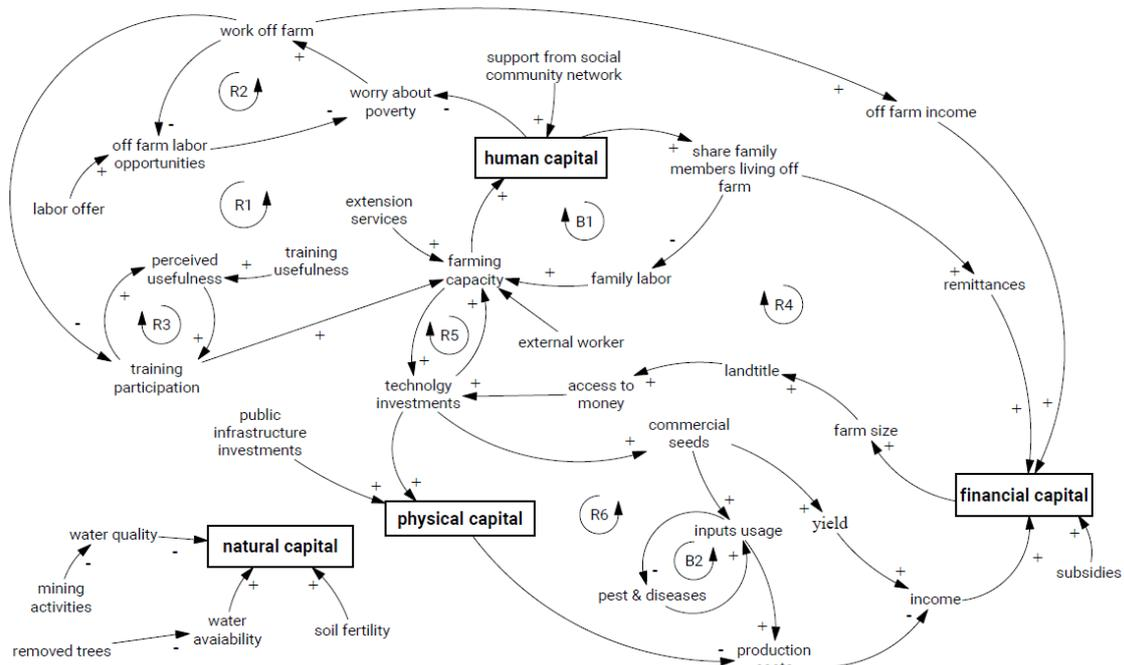 work off farm
support from social
community network
R2
+
worry about
poverty
-
-
+
off farm income
-
off farm labor
opportunities
+
+
human capital
+
share family
members living off
farm
labor offer
R1
extension
services
+
B1
perceived
usefulness
+
training
usefulness
+
farming
capacity
+
-
family labor
+
remittances
-
+
R3
+
+
+
R5
external worker
R4
training
participation
+
technolgy
investments
+
access to
money
+
landtitle
+
+
+
public
infrastructure
investments
commercial
seeds
+
farm size
+
+
+
physical capital
R6
+
inputs usage
+
yield
financial capital
water quality
-
natural capital
-
B2
+
+
+
+
subsidies
-
mining
activities
+
+
pest & diseases
-
income
water
avaiability
soil fertility
removed trees
-
+
-
production